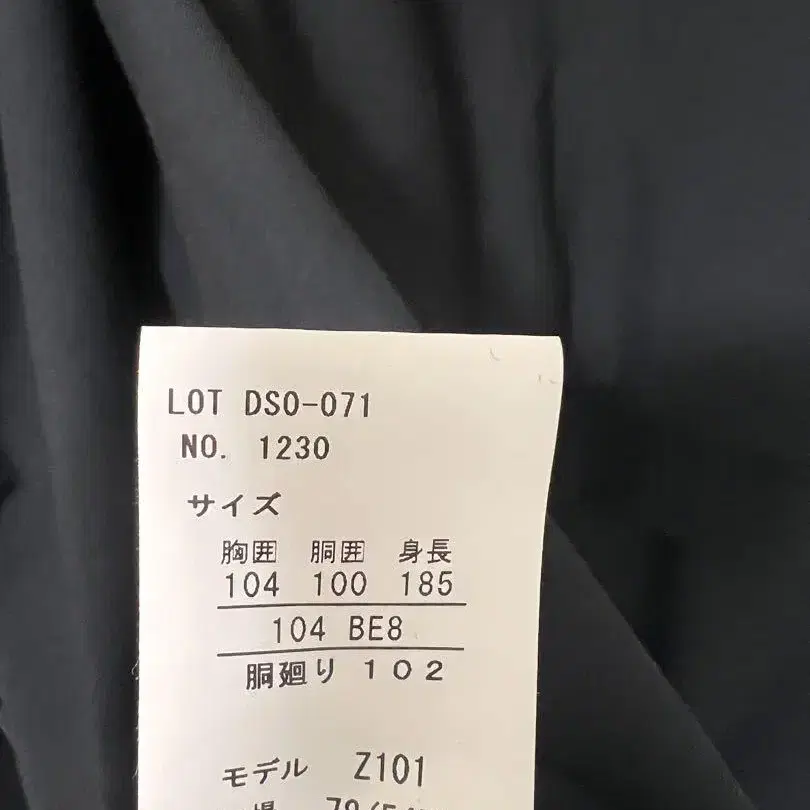 LOT DSO-071
NO. 1230
サイズ
胸囲 胴囲 身長
104 100 185
104 BE8
胴廻り 102
モデル Z101